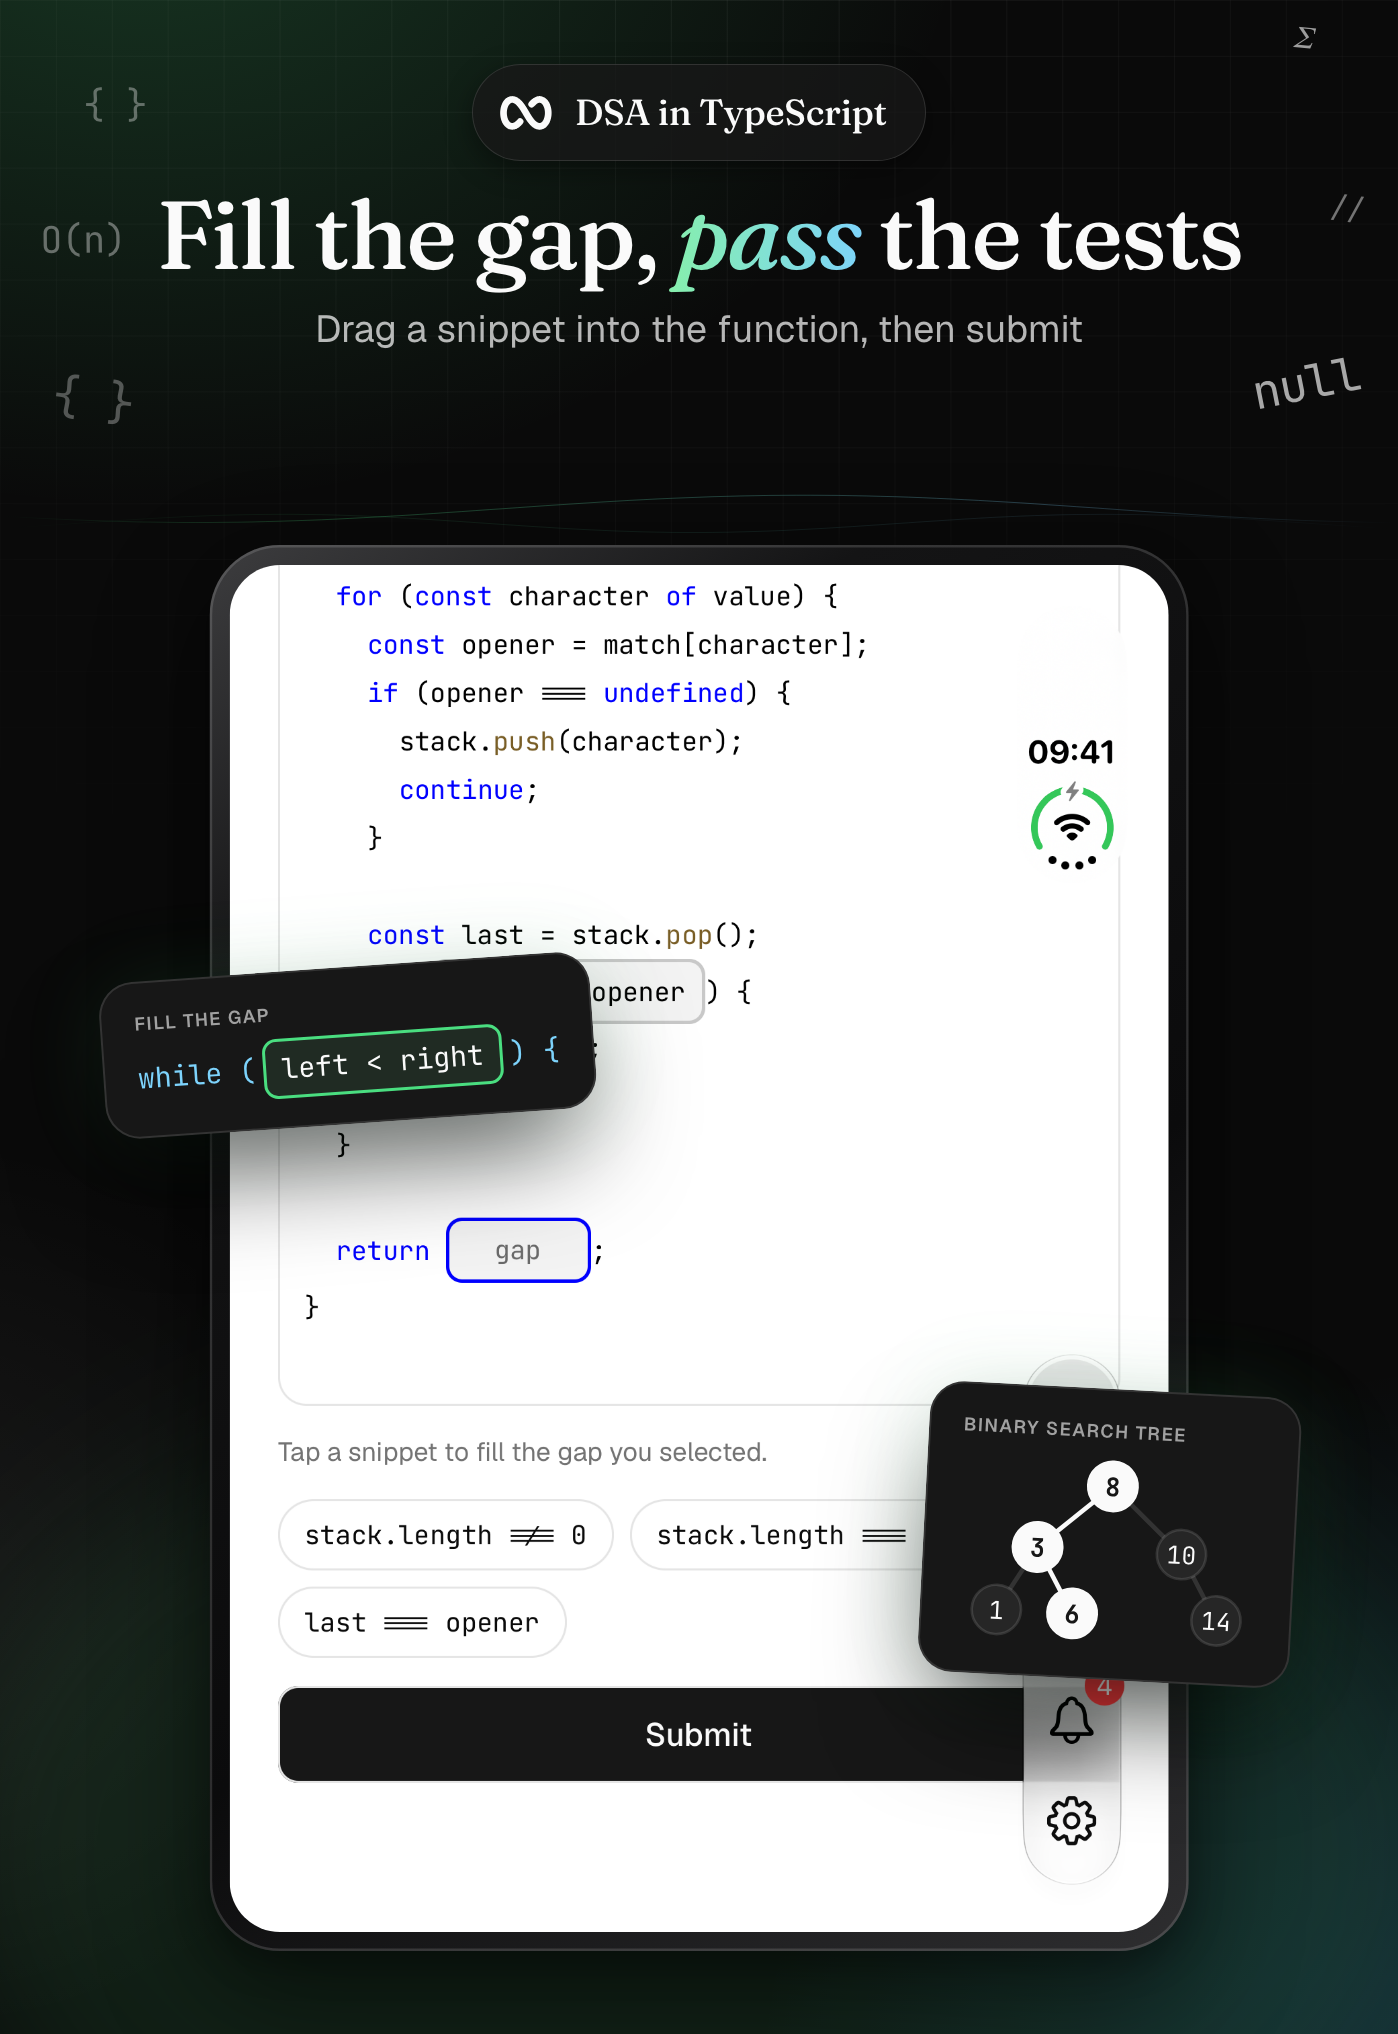 Σ
{ }
DSA in TypeScript
O(n)
Fill the gap, pass the tests
//
Drag a snippet into the function, then submit
{ }
null
for (const character of value) {
const opener = match[character];
if (opener === undefined) {
stack.push(character);
continue;
}
09:41
const last = stack.pop();
opener ) {
;
FILL THE GAP
while ( left < right ) {
}
return gap ;
}
Tap a snippet to fill the gap you selected.
stack.length !== 0
stack.length ===
last === opener
BINARY SEARCH TREE
8
3
10
1
6
14
4
Submit